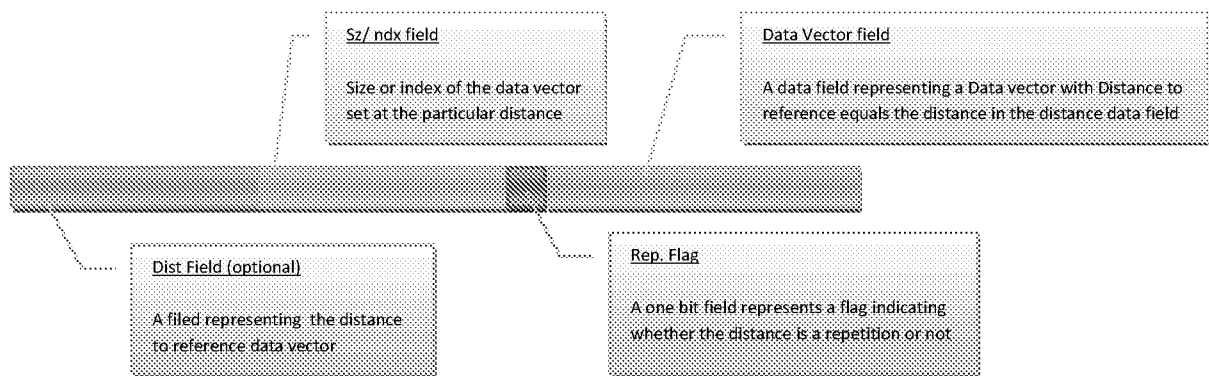 Sz/ ndx field
Size or index of the data vector
set at the particular distance
Data Vector field
A data field representing a Data vector with Distance to
reference equals the distance in the distance data field
Dist Field (optional)
A filed representing the distance
to reference data vector
Rep. Flag
A one bit field represents a flag indicating
whether the distance is a repetition or not